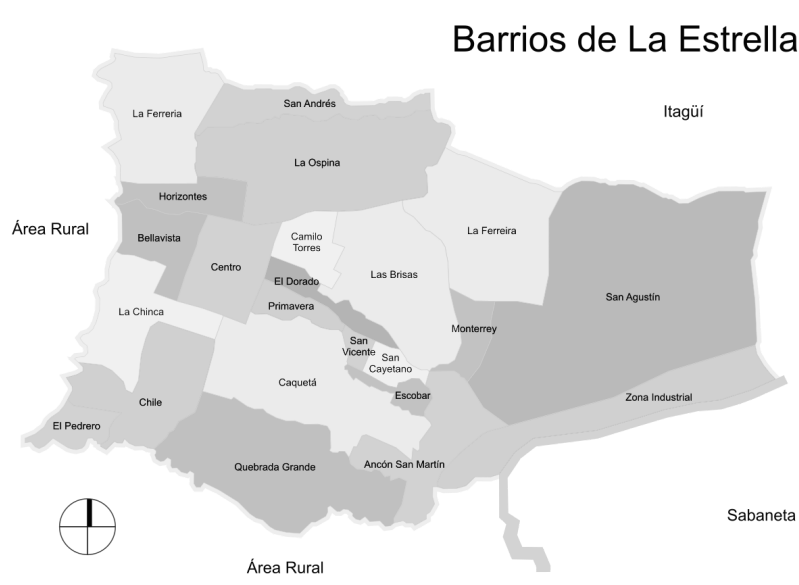 Barrios de La Estrella
San Andrés
La Ferreria
Itagüí
La Ospina
Horizontes
Área Rural
La Ferreira
Bellavista
Camilo
Torres
Centro
Las Brisas
El Dorado
San Agustín
Primavera
La Chinca
Monterrey
San
Vicente
San
Cayetano
Caquetá
Escobar
Zona Industrial
Chile
El Pedrero
Ancón San Martín
Quebrada Grande
Sabaneta
Área Rural